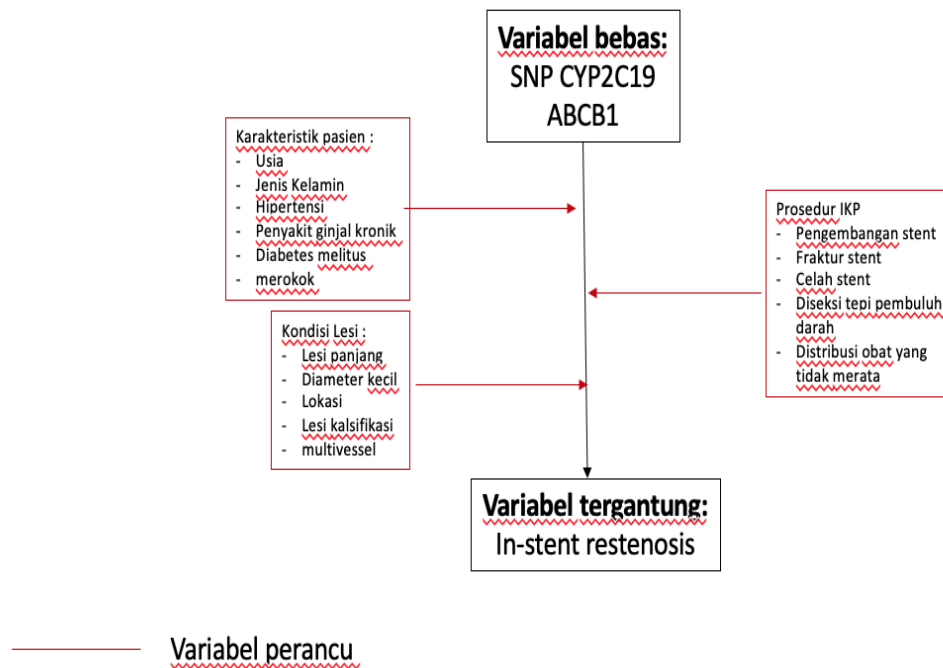 Variabel bebas:
SNP CYP2C19
ABCB1
Karakteristik pasien :
- Usia
- Jenis Kelamin
- Hipertensi
- Penyakit ginjal kronik
- Diabetes melitus
- merokok
Prosedur IKP
- Pengembangan stent
- Fraktur stent
- Celah stent
- Diseksi tepi pembuluh
darah
- Distribusi obat yang
tidak merata
Kondisi Lesi :
- Lesi panjang
- Diameter kecil
- Lokasi
- Lesi kalsifikasi
- multivessel
Variabel tergantung:
In-stent restenosis
Variabel perancu